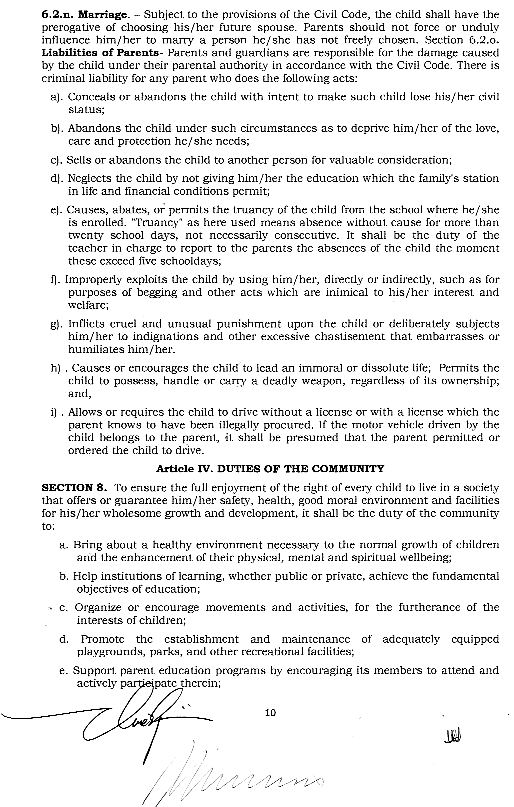 6.2.n. Marriage. – Subject to the provisions of the Civil Code, the child shall have the
prerogative of choosing his/her future spouse. Parents should not force or unduly
influence him/her to marry a person he/she has not freely chosen. Section 6.2.o.
Liabilities of Parents- Parents and guardians are responsible for the damage caused
by the child under their parental authority in accordance with the Civil Code. There is
criminal liability for any parent who does the following acts:
a). Conceals or abandons the child with intent to make such child lose his/her civil
status;
b). Abandons the child under such circumstances as to deprive him/her of the love,
care and protection he/she needs;
c). Sells or abandons the child to another person for valuable consideration;
d). Neglects the child by not giving him/her the education which the family's station
in life and financial conditions permit;
e). Causes, abates, or permits the truancy of the child from the school where he/she
is enrolled. "Truancy" as here used means absence without cause for more than
twenty school days, not necessarily consecutive. It shall be the duty of the
teacher in charge to report to the parents the absences of the child the moment
these exceed five schooldays;
f). Improperly exploits the child by using him/her, directly or indirectly, such as for
purposes of begging and other acts which are inimical to his/her interest and
welfare;
g). Inflicts cruel and unusual punishment upon the child or deliberately subjects
him/her to indignations and other excessive chastisement that embarrasses or
humiliates him/her.
h) . Causes or encourages the child to lead an immoral or dissolute life; Permits the
child to possess, handle or carry a deadly weapon, regardless of its ownership;
and,
i) . Allows or requires the child to drive without a license or with a license which the
parent knows to have been illegally procured. If the motor vehicle driven by the
child belongs to the parent, it shall be presumed that the parent permitted or
ordered the child to drive.
Article IV. DUTIES OF THE COMMUNITY
SECTION 8. To ensure the full enjoyment of the right of every child to live in a society
that offers or guarantee him/her safety, health, good moral environment and facilities
for his/her wholesome growth and development, it shall be the duty of the community
to:
a. Bring about a healthy environment necessary to the normal growth of children
and the enhancement of their physical, mental and spiritual wellbeing;
b. Help institutions of learning, whether public or private, achieve the fundamental
objectives of education;
c. Organize or encourage movements and activities, for the furtherance of the
interests of children;
d. Promote the establishment and maintenance of adequately equipped
playgrounds, parks, and other recreational facilities;
e. Support parent education programs by encouraging its members to attend and
actively participate therein;
10